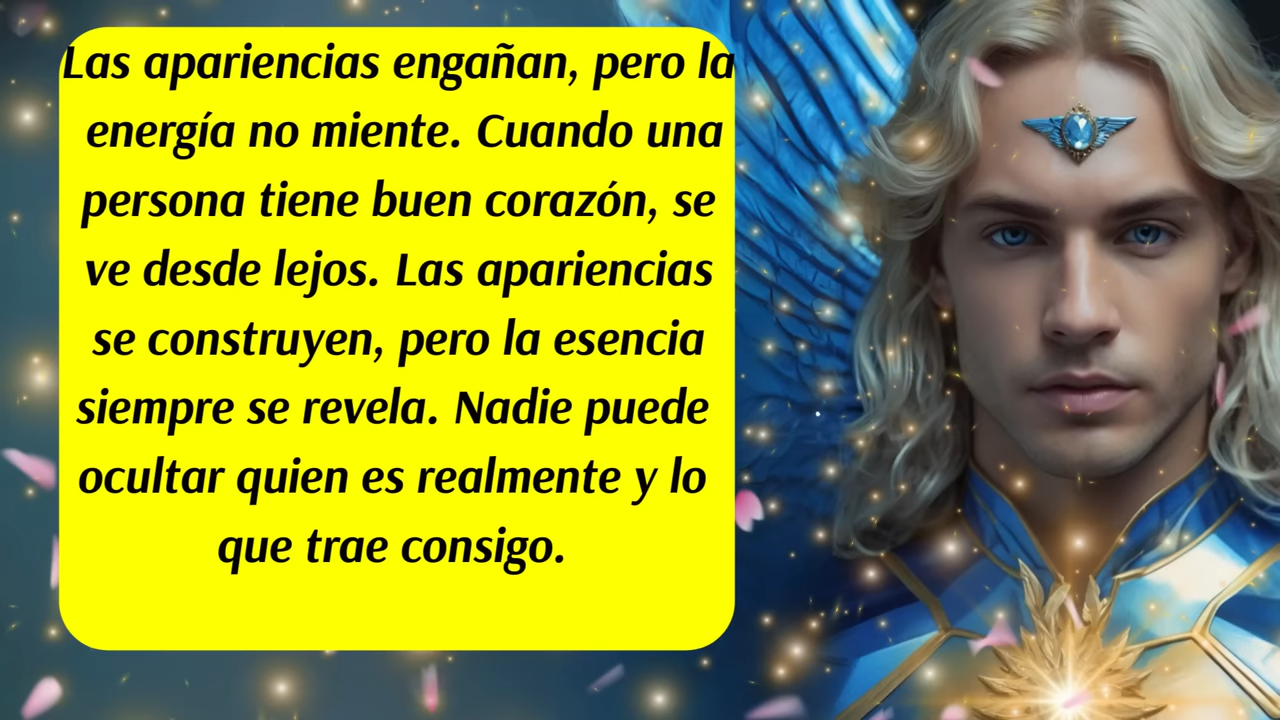 Las apariencias engañan, pero la
energía no miente. Cuando una
persona tiene buen corazón, se
ve desde lejos. Las apariencias
se construyen, pero la esencia
siempre se revela. Nadie puede
ocultar quien es realmente y lo
que trae consigo.